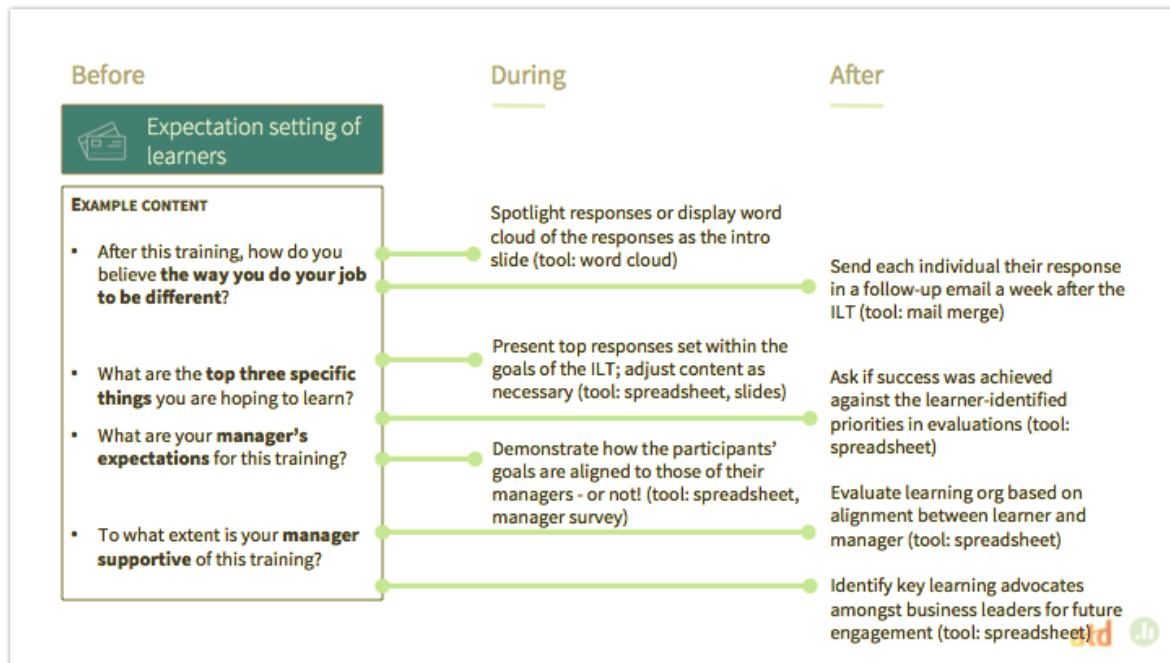 Before
Expectation setting of
learners
EXAMPLE CONTENT
• After this training, how do you
believe the way you do your job
to be different?
• What are the top three specific
things you are hoping to learn?
• What are your manager's
expectations for this training?
• To what extent is your manager
supportive of this training?
During
Spotlight responses or display word
cloud of the responses as the intro
slide (tool: word cloud)
Present top responses set within the
goals of the ILT; adjust content as
necessary (tool: spreadsheet, slides)
Demonstrate how the participants'
goals are aligned to those of their
managers - or not! (tool: spreadsheet,
manager survey)
After
Send each individual their response
in a follow-up email a week after the
ILT (tool: mail merge)
Ask if success was achieved
against the learner-identified
priorities in evaluations (tool:
spreadsheet)
Evaluate learning org based on
alignment between learner and
manager (tool: spreadsheet)
Identify key learning advocates
amongst business leaders for future
engagement (tool: spreadsheet)
atd